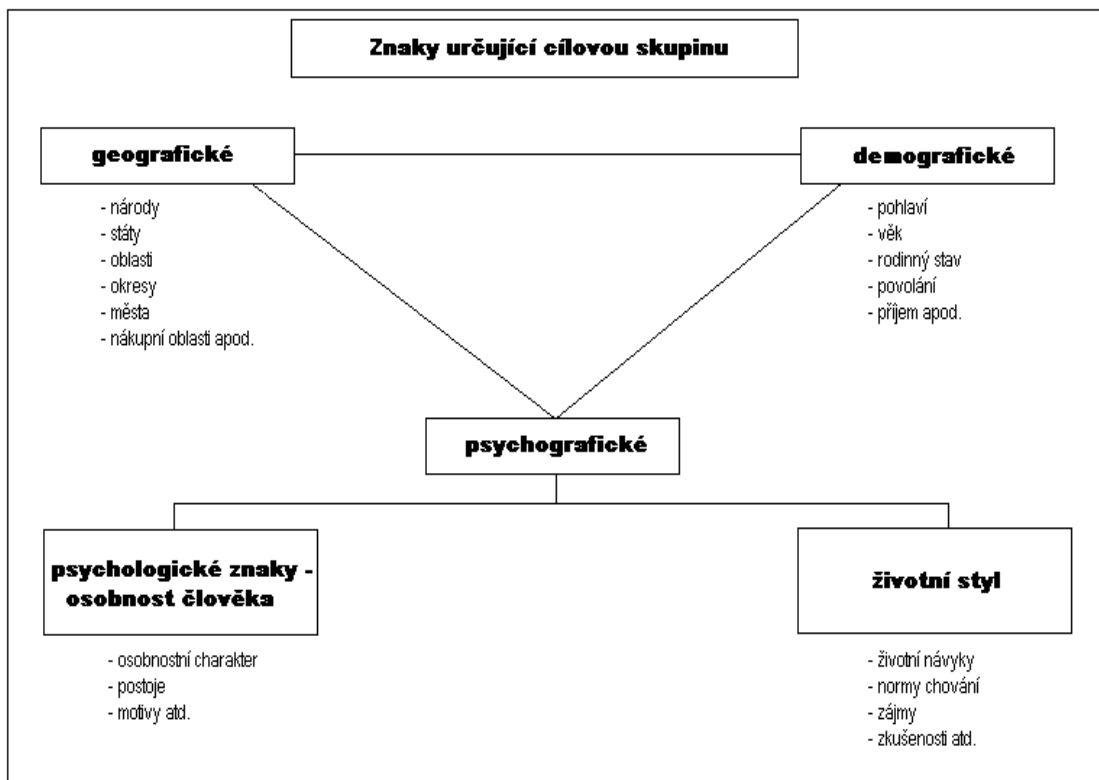 Znaky určující cílovou skupinu
geografické
- národy
- státy
- oblasti
- okresy
- města
- nákupní oblasti apod.
demografické
- pohlaví
- věk
- rodinný stav
- povolání
- příjem apod.
psychografické
psychologické znaky -
osobnost člověka
- osobnostní charakter
- postoje
- motivy atd.
životní styl
- životní návyky
- normy chování
- zájmy
- zkušenosti atd.